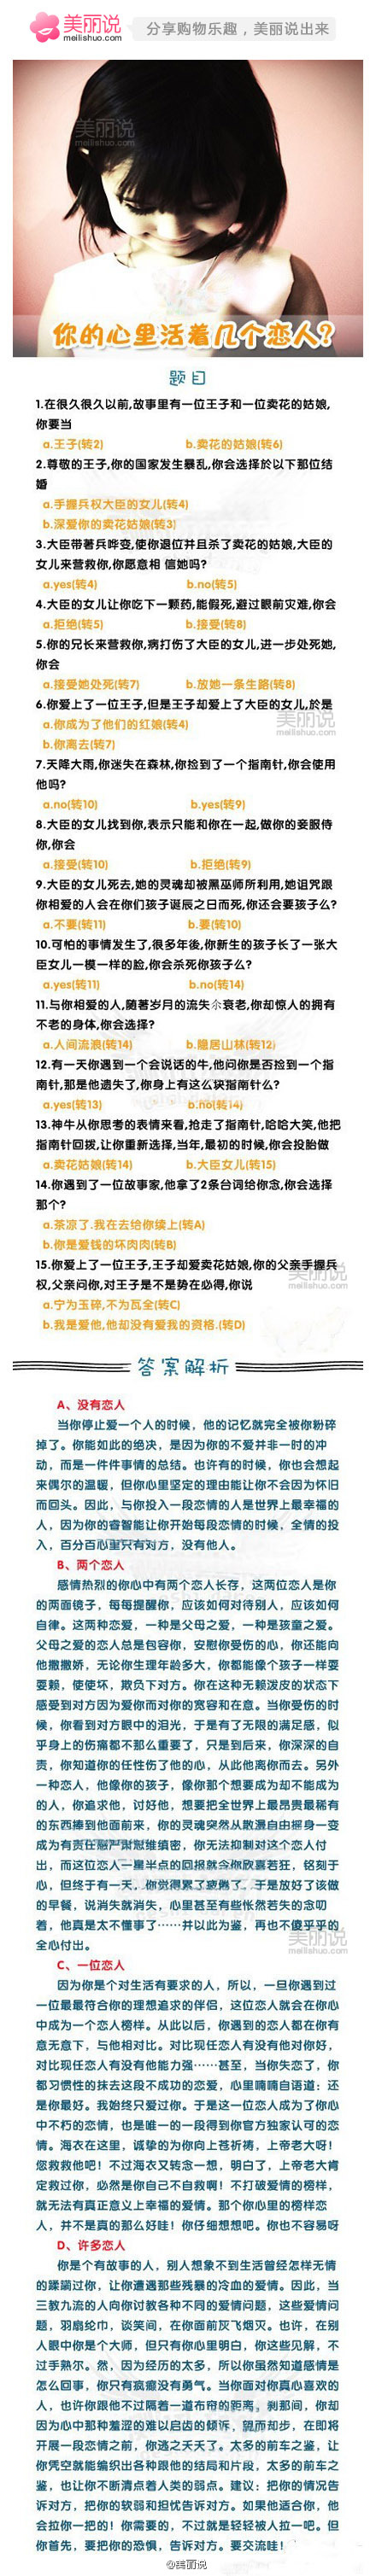 美丽说
meilishuo.com
分享购物乐趣，美丽说出来
美丽说
meilishuo.com
你的心里活着几个恋人?
题目
1.在很久很久以前,故事里有一位王子和一位卖花的姑娘,
你要当
a.王子(转2) b.卖花的姑娘(转6)
2.尊敬的王子,你的国家发生暴乱,你会选择於以下那位结
婚
a.手握兵权大臣的女儿(转4)
b.深爱你的卖花姑娘(转3)
3.大臣带著兵哗变,使你退位并且杀了卖花的姑娘,大臣的
女儿来营救你,你愿意相 信她吗?
a.yes(转4) b.no(转5)
4.大臣的女儿让你吃下一颗药,能假死,避过眼前灾难,你会
a.拒绝(转5) b.接受(转8)
5.你的兄长来营救你,病打伤了大臣的女儿,进一步处死她,
你会
a.接受她处死(转7) b.放她一条生路(转8)
6.你爱上了一位王子,但是王子却爱上了大臣的女儿,於是
a.你成为了他们的红娘(转4)
b.你离去(转7)
美丽说
meilishuo.com
7.天降大雨,你迷失在森林,你捡到了一个指南针,你会使用
他吗?
a.no(转10) b.yes(转9)
8.大臣的女儿找到你,表示只能和你在一起,做你的妾服侍
你,你会
a.接受(转10) b.拒绝(转9)
9.大臣的女儿死去,她的灵魂却被黑巫师所利用,她诅咒跟
你相爱的人会在你们孩子诞辰之日而死,你还会要孩子么?
a.不要(转11) b.要(转10)
10.可怕的事情发生了,很多年後,你新生的孩子长了一张大
臣女儿一模一样的脸,你会杀死你孩子么?
a.yes(转11) b.no(转14)
11.与你相爱的人,随著岁月的流失会衰老,你却惊人的拥有
不老的身体,你会选择?
a.人间流浪(转14) b.隐居山林(转12)
12.有一天你遇到一个会说话的牛,他问你是否捡到一个指
南针,那是他遗失了,你身上有这么块指南针么?
a.yes(转13) b.no(转14)
13.神牛从你思考的表情来看,抢走了指南针,哈哈大笑,他把
指南针回拨,让你重新选择,当年,最初的时候,你会投胎做
a.卖花姑娘(转14) b.大臣女儿(转15)
14.你遇到了一位故事家,他拿了2条台词给你念,你会选择
那个?
a.茶凉了.我在去给你续上(转A)
b.你是爱钱的坏肉肉(转B)
15.你爱上了一位王子,王子却爱卖花姑娘,你的父亲手握兵
权,父亲问你,对王子是不是势在必得,你说
a.宁为玉碎,不为瓦全(转C)
b.我是爱他,他却没有爱我的资格.(转D)
美丽说
meilishuo.com
答案解析
A、没有恋人
当你停止爱一个人的时候，他的记忆就完全被你粉碎
掉了。你能如此的绝决，是因为你的不爱并非一时的冲
动，而是一件件事情的总结。也许有的时候，你也会想起
来偶尔的温暖，但你心里坚定的理由能让你不会因为怀旧
而回头。因此，与你投入一段恋情的人是世界上最幸福的
人，因为你的睿智能让你开始每段恋情的时候，全情的投
入，百分百心里只有对方，没有他人。
B、两个恋人
感情热烈的你心中有两个恋人长存，这两位恋人是你
的两面镜子，每每提醒你，应该如何对待别人，应该如何
自律。这两种恋爱，一种是父母之爱，一种是孩童之爱。
父母之爱的恋人总是包容你，安慰你受伤的心，你还能向
他撒撒娇，无论你生理年龄多大，你都能像个孩子一样耍
耍赖，使使坏，欺负下对方。你在这种无赖泼皮的状态下
感受到对方因为爱你而对你的宽容和在意。当你受伤的时
候，你看到对方眼中的泪光，于是有了无限的满足感，似
乎身上的伤痛都不那么重要了，只是到后来，你深深的自
责，你知道你的任性伤了他的心，从此他离你而去。另外
一种恋人，他像你的孩子，像你那个想要成为却不能成为
的人，你追求他，讨好他，想要把全世界上最昂贵最稀有
的东西捧到他面前来，你的灵魂突然从散漫自由摇身一变
成为有责任感严肃思维缜密，你无法抑制对这个恋人付
出，而这位恋人一星半点的回报就令你欣喜若狂，铭刻于
心，但终于有一天，你觉得累了疲倦了。于是放好了该做
的早餐，说消失就消失，心里甚至有些怅然若失的念叨
着，他真是太不懂事了……并以此为鉴，再也不傻乎乎的
全心付出。
美丽说
meilishuo.com
C、一位恋人
因为你是个对生活有要求的人，所以，一旦你遇到过
一位最最符合你的理想追求的伴侣，这位恋人就会在你心
中成为一个恋人榜样。从此以后，你遇到的恋人都在你有
意无意下，与他相对比。对比现任恋人有没有他对你好，
对比现任恋人有没有他能力强……甚至，当你失恋了，你
都习惯性的抹去这段不成功的恋爱，心里喃喃自语道：还
是你最好。我始终只爱过你。于是这一位恋人成为了你心
中不朽的恋情，也是唯一的一段得到你官方独家认可的恋
情。海衣在这里，诚挚的为你向上苍祈祷，上帝老大呀！
您救救他吧！不过海衣又转念一想，明白了，上帝老大肯
定救过你，必然是你自己不自救啊！不打破爱情的榜样，
就无法有真正意义上幸福的爱情。那个你心里的榜样恋
人，并不是真的那么好哇！你仔细想想吧。你也不容易呀
D、许多恋人
你是个有故事的人，别人想象不到生活曾经怎样无情
的蹂躏过你，让你遭遇那些残暴的冷血的爱情。因此，当
三教九流的人向你讨教各种不同的爱情问题，这些爱情问
题，羽扇纶巾，谈笑间，在你面前灰飞烟灭。也许，在别
人眼中你是个大师，但只有你心里明白，你这些见解，不
过手熟尔。然，因为经历的太多，所以你虽然知道感情是
怎么回事，你只有疯癫没有勇气。当你面对你真心喜欢的
人，也许你跟他不过隔着一道布帘的距离，刹那间，你却
因为心中那种羞涩的难以启齿的倾诉，望而却步，在即将
开展一段恋情之前，你逃之夭夭了。太多的前车之鉴，让
你凭空就能编织出各种跟他的结局和片段，太多的前车之
鉴，也让你不断清点着人类的弱点。建议：把你的情况告
诉对方，把你的软弱和担忧告诉对方。如果他适合你，他
会拉你一把的！你需要的，不过就是轻轻被人拉一吧。但
你首先，要把你的恐惧，告诉对方。要交流哇！
@美丽说